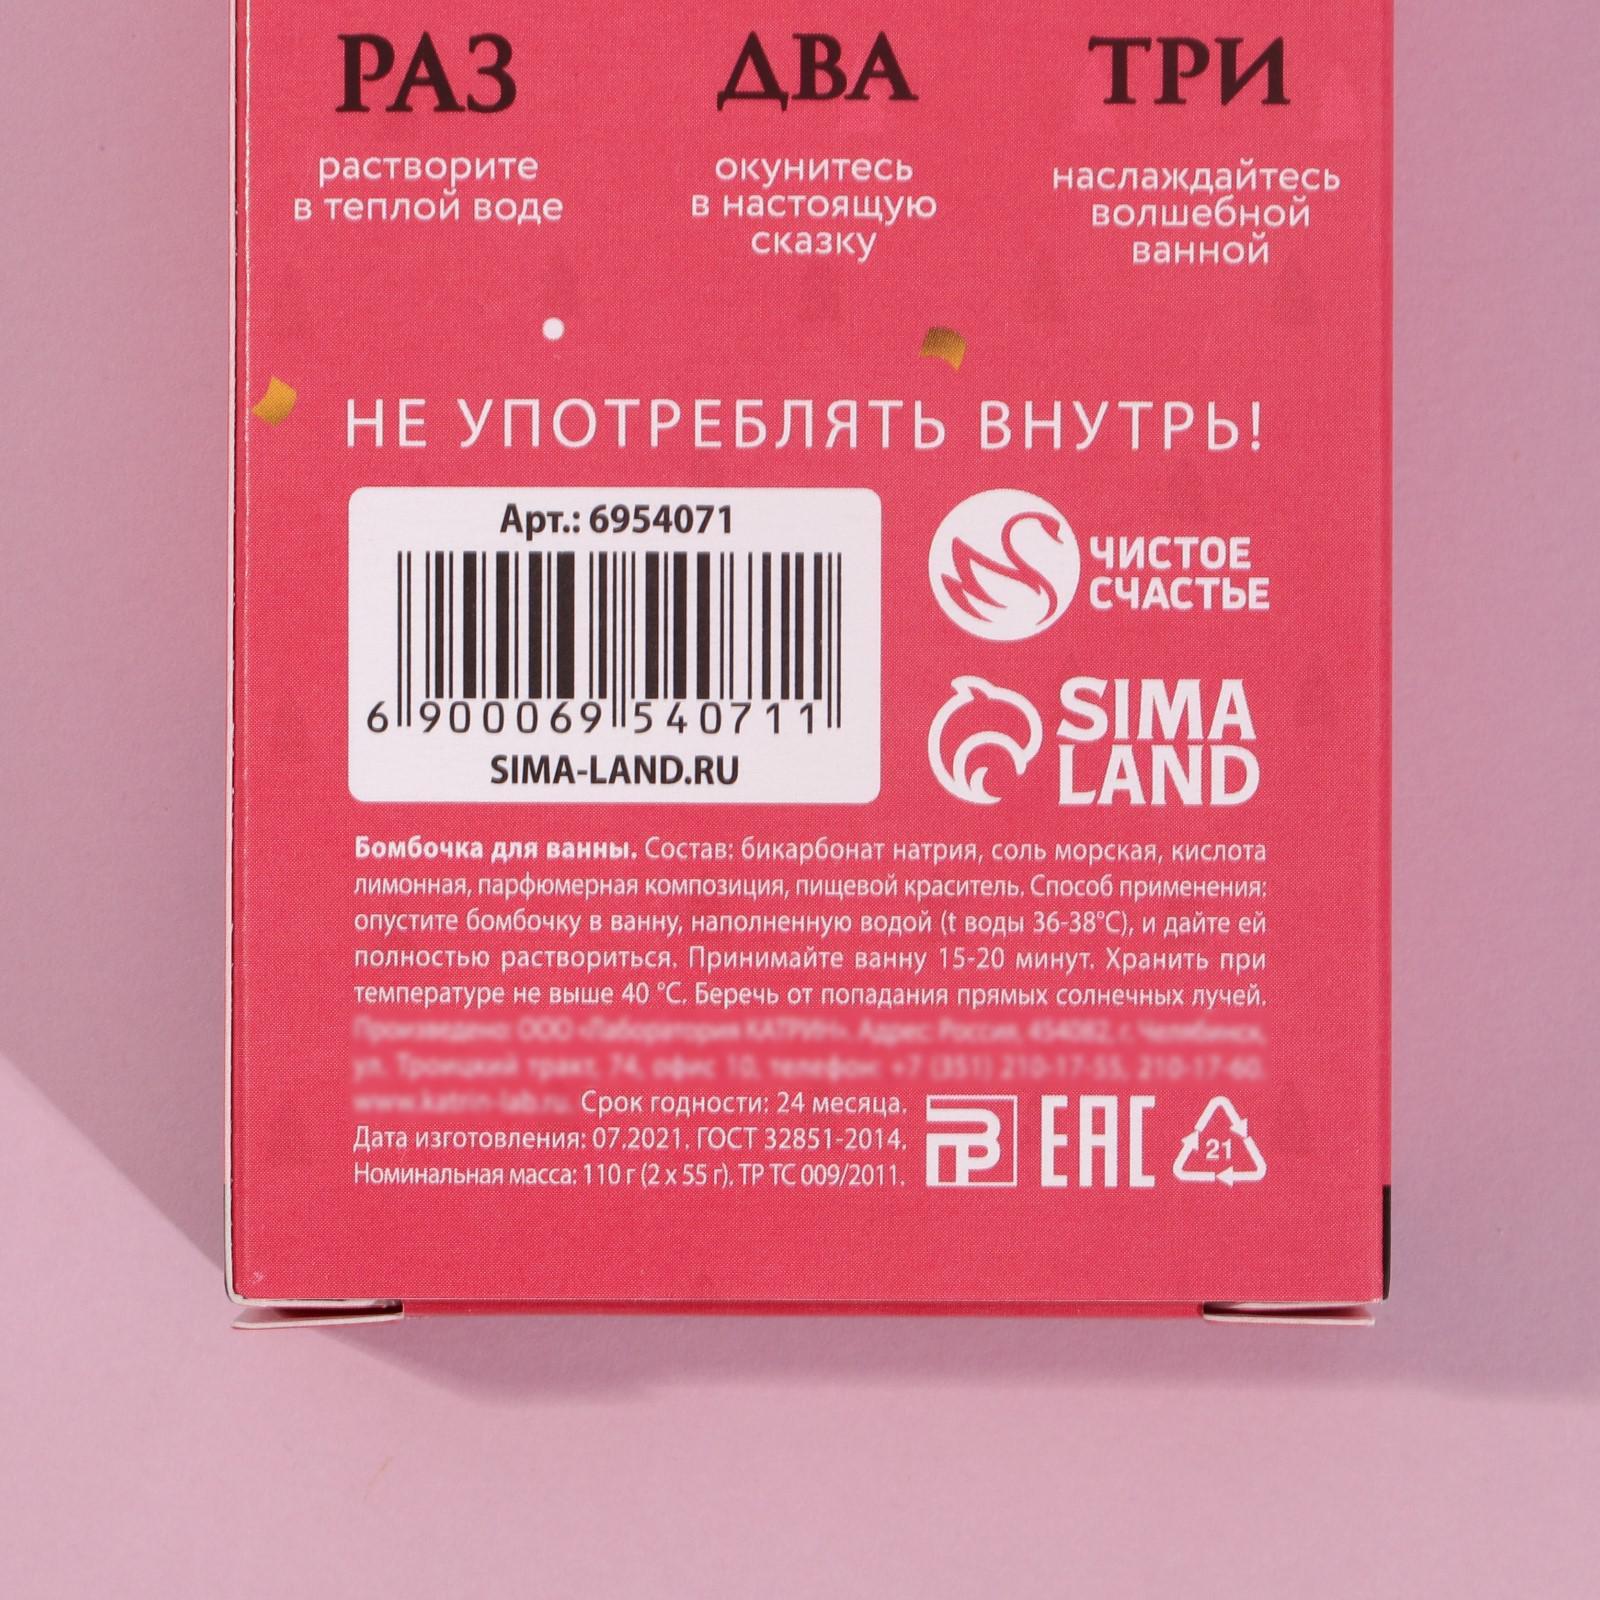 РАЗ
растворите
в теплой воде
ДВА
окунитесь
в настоящую
сказку
ТРИ
наслаждайтесь
волшебной
ванной
НЕ УПОТРЕБЛЯТЬ ВНУТРЬ!
Арт.: 6954071
6 900069 540711
SIMA-LAND.RU
ЧИСТОЕ
СЧАСТЬЕ
SIMA
LAND
Бомбочка для ванны. Состав: бикарбонат натрия, соль морская, кислота
лимонная, парфюмерная композиция, пищевой краситель. Способ применения:
опустите бомбочку в ванну, наполненную водой (t воды 36-38°C), и дайте ей
полностью раствориться. Принимайте ванну 15-20 минут. Хранить при
температуре не выше 40 °C. Беречь от попадания прямых солнечных лучей.
Срок годности: 24 месяца.
Дата изготовления: 07.2021. ГОСТ 32851-2014.
Номинальная масса: 110 г (2 х 55 г). ТР ТС 009/2011.
ЕАС
21